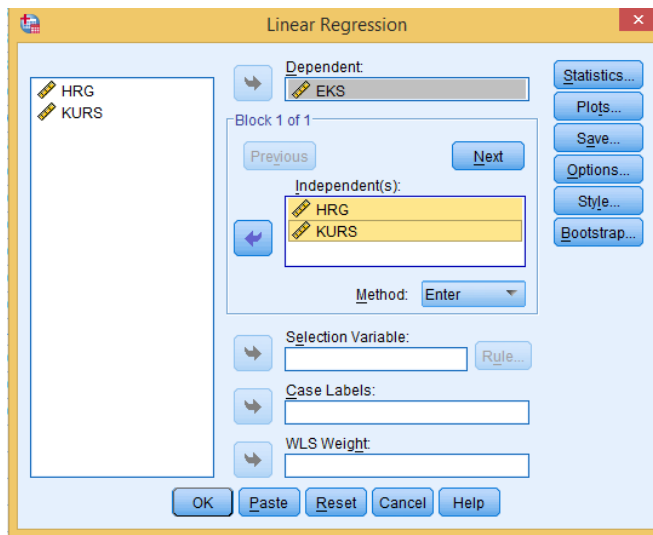 Linear Regression
HRG
KURS
Dependent:
EKS
Block 1 of 1
Previous
Next
Independent(s):
HRG
KURS
Method:
Enter
Selection Variable:
Rule...
Case Labels:
WLS Weight:
Statistics...
Plots...
Save...
Options...
Style...
Bootstrap...
OK
Paste
Reset
Cancel
Help